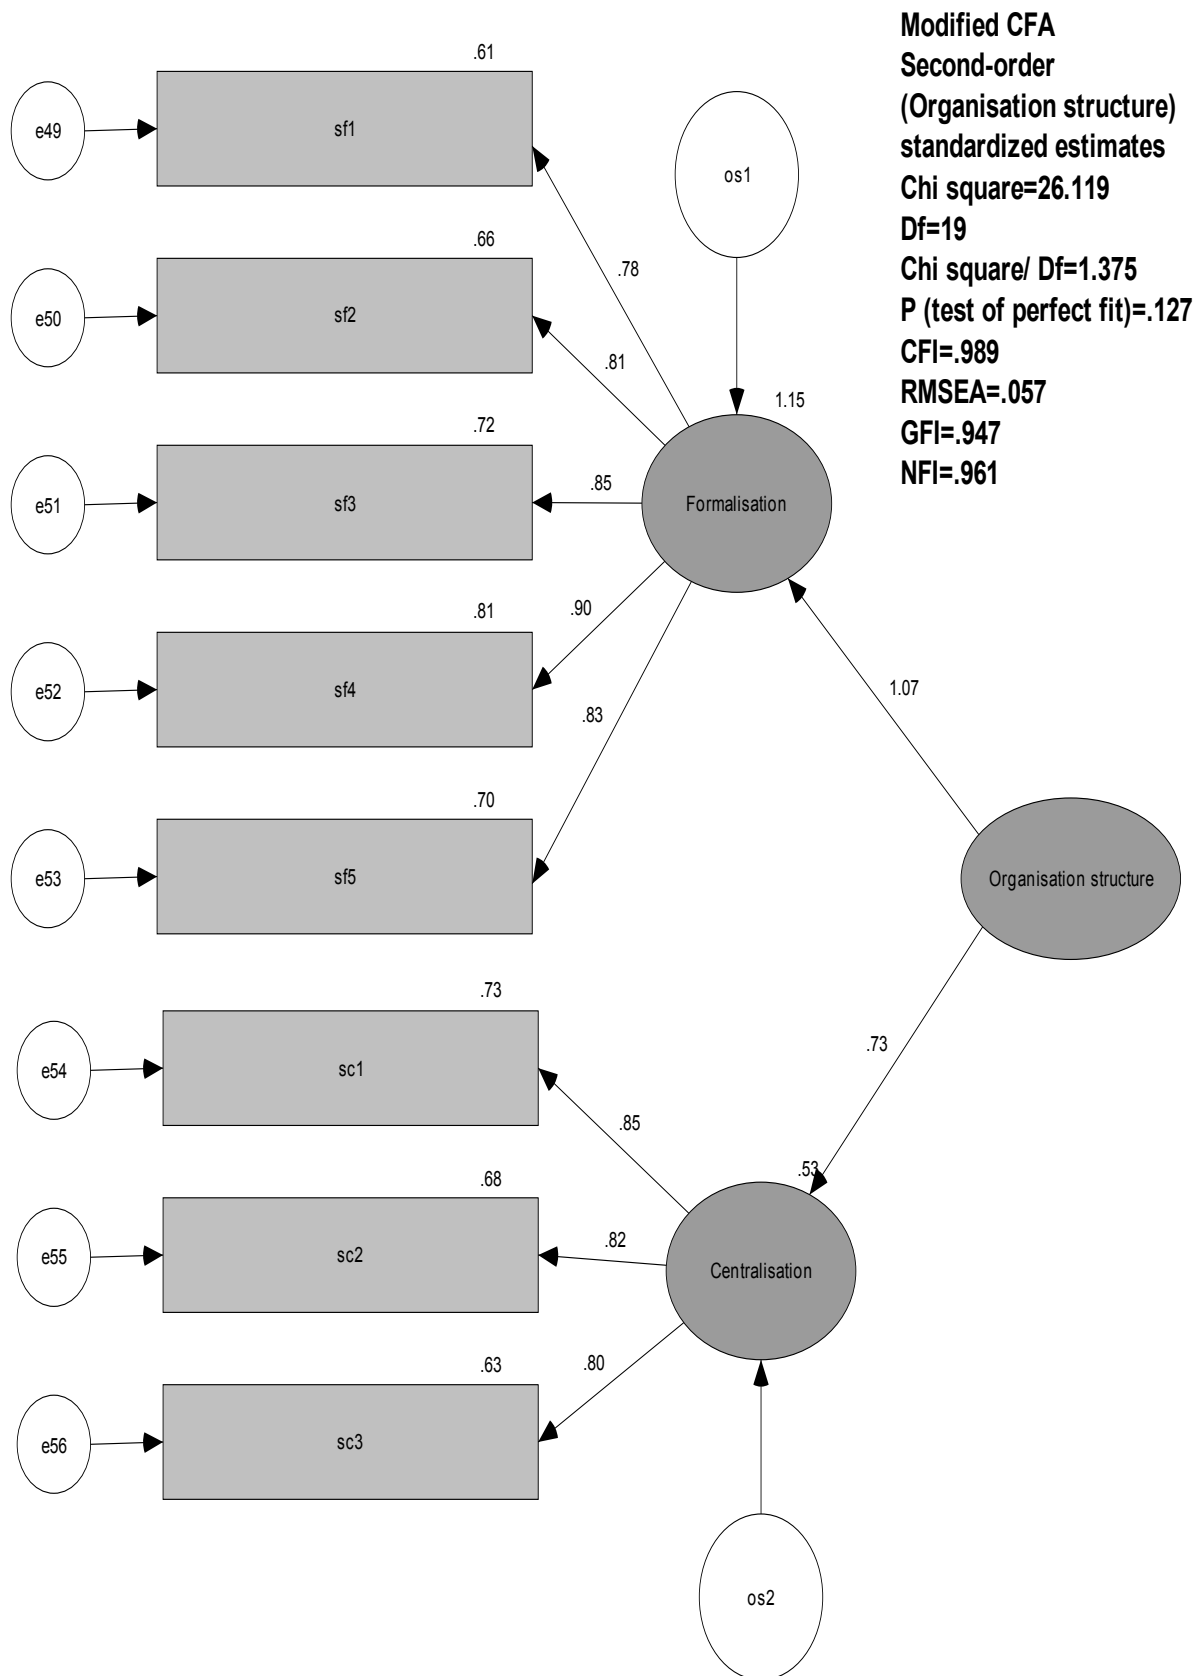 Modified CFA
Second-order
(Organisation structure)
standardized estimates
Chi square=26.119
Df=19
Chi square/ Df=1.375
P (test of perfect fit)=.127
CFI=.989
RMSEA=.057
GFI=.947
NFI=.961
.61
e49
sf1
os1
.66
.78
e50
sf2
.81
1.15
.72
e51
sf3
.85
Formalisation
.81
.90
e52
sf4
1.07
.83
.70
e53
sf5
Organisation structure
.73
e54
sc1
.73
.85
.68
.53
e55
sc2
.82
Centralisation
.63
.80
e56
sc3
os2